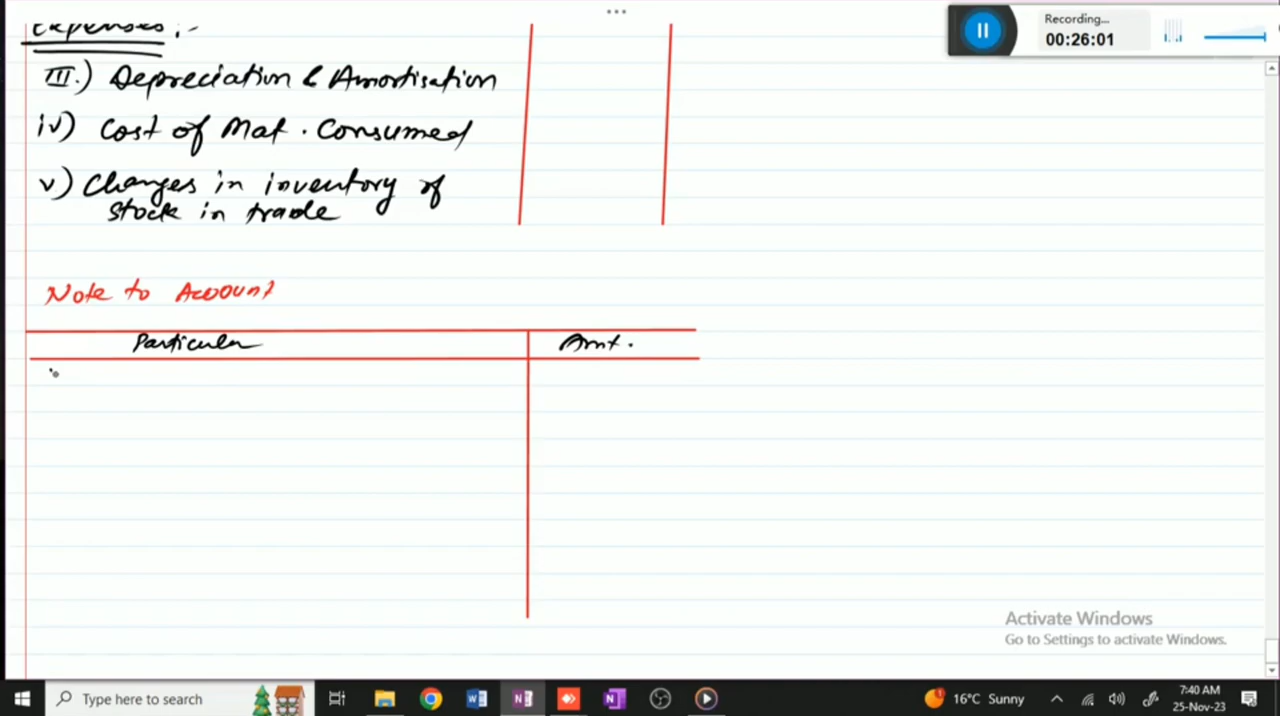 Expenses :-
III.) Depreciation & Amortisation
iv) Cost of Mat. Consumed
v) Changes in inventory of
stock in trade
Note to Account
Particular Amt.
Recording...
00:26:01
Activate Windows
Go to Settings to activate Windows.
Type here to search
16°C Sunny
7:40 AM
25-Nov-23